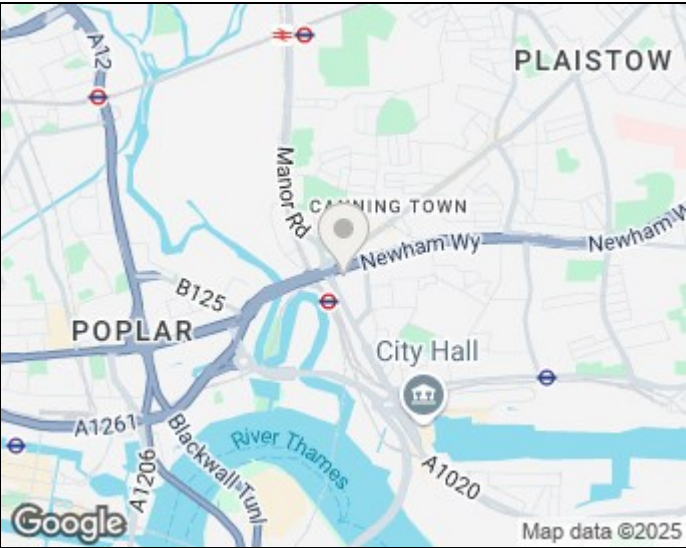 A12
PLAISTOW
Manor Rd
CANNING TOWN
Newham Wy
Newham W
B125
POPLAR
City Hall
A1261
River Thames
Blackwall Tunl
A1206
A1020
Google
Map data ©2025